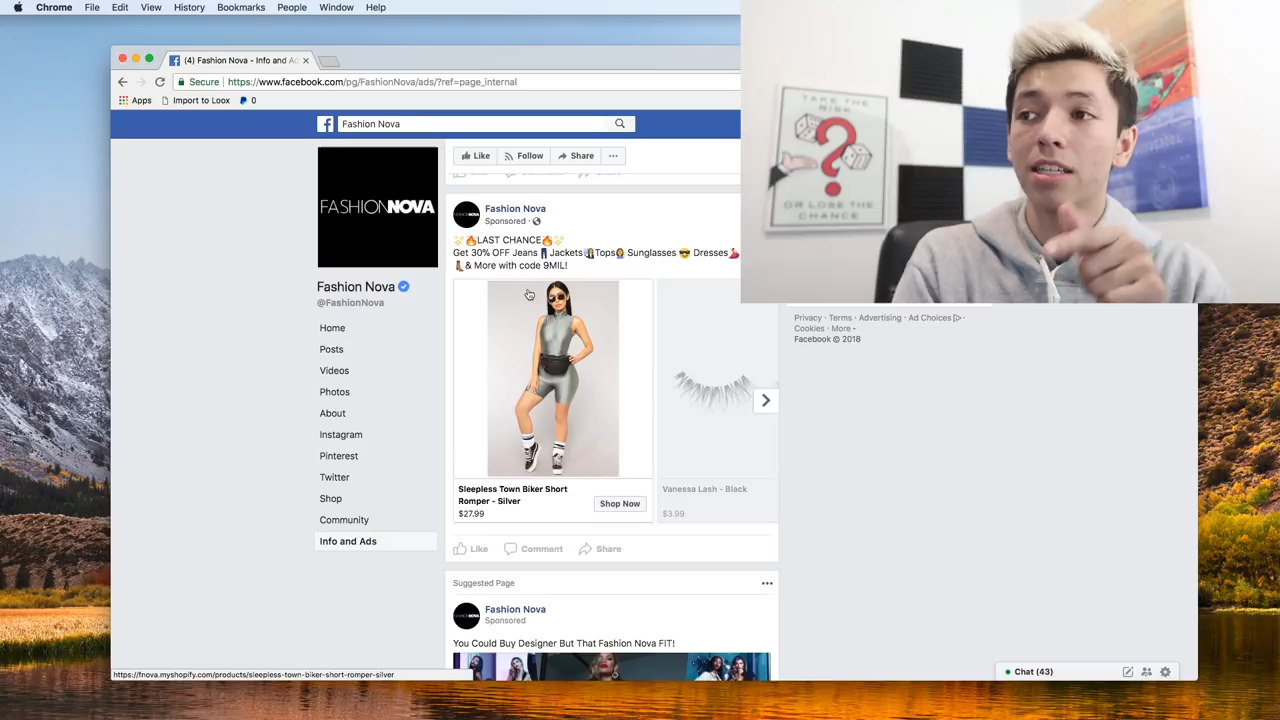 Chrome File Edit View History Bookmarks People Window Help
(4) Fashion Nova - Info and Ad
Secure https://www.facebook.com/pg/FashionNova/ads/?ref=page_internal
Apps Import to Loox 0
Fashion Nova
Like Follow Share
FASHIONNOVA
Fashion Nova
@FashionNova
Home
Posts
Videos
Photos
About
Instagram
Pinterest
Twitter
Shop
Community
Info and Ads
Fashion Nova
Sponsored ·
✨🔥LAST CHANCE🔥✨
Get 30% OFF Jeans👖Jackets Tops Sunglasses 😎 Dresses💃
👢& More with code 9MIL!
Sleepless Town Biker Short
Romper - Silver
$27.99
Shop Now
Vanessa Lash - Black
$3.99
Like Comment Share
Suggested Page
Fashion Nova
Sponsored
You Could Buy Designer But That Fashion Nova FIT!
TAKE THE
RISK
?
OR LOSE THE
CHANCE
Privacy · Terms · Advertising · Ad Choices ·
Cookies · More
Facebook © 2018
Chat (43)
https://fnova.myshopify.com/products/sleepless-town-biker-short-romper-silver